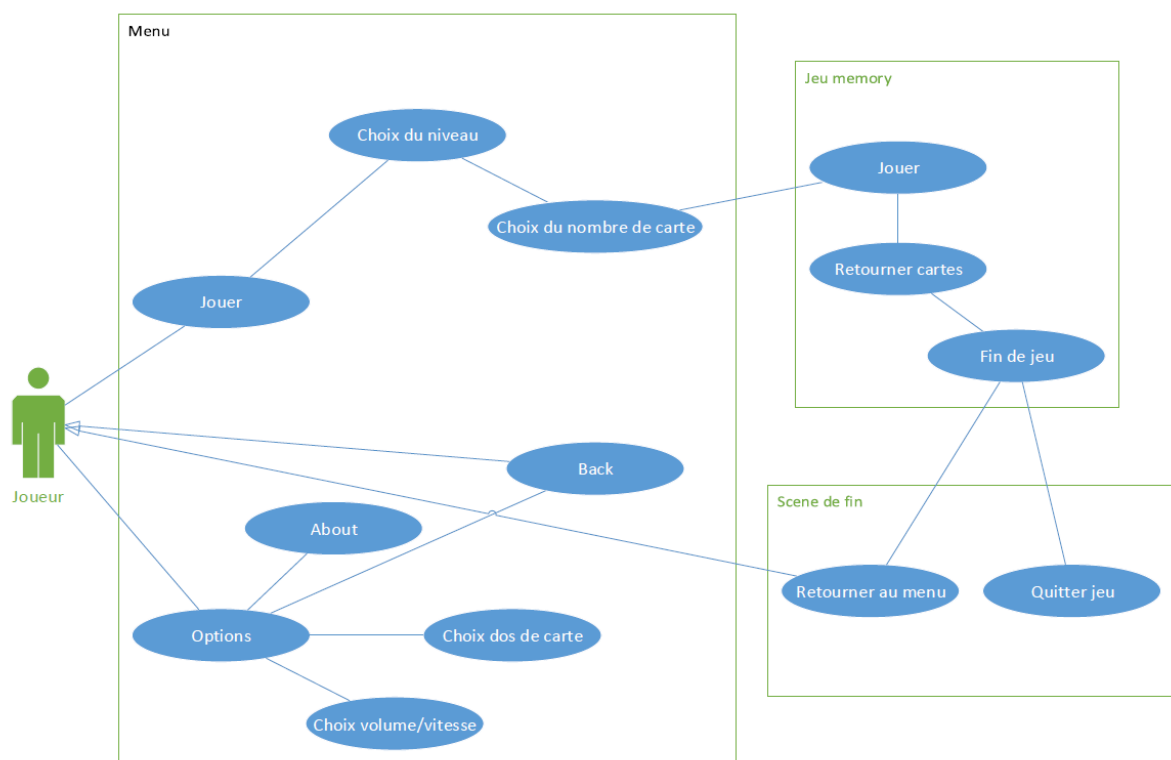 Menu
Jeu memory
Choix du niveau
Jouer
Choix du nombre de carte
Retourner cartes
Jouer
Fin de jeu
Joueur
Back
Scene de fin
About
Retourner au menu
Quitter jeu
Options
Choix dos de carte
Choix volume/vitesse